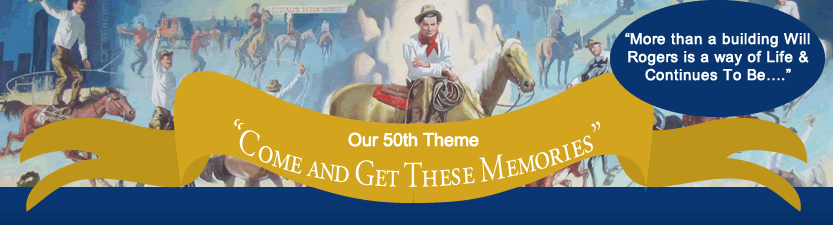 "More than a building Will
Rogers is a way of Life &
Continues To Be...."
Our 50th Theme
"Come and Get These Memories"